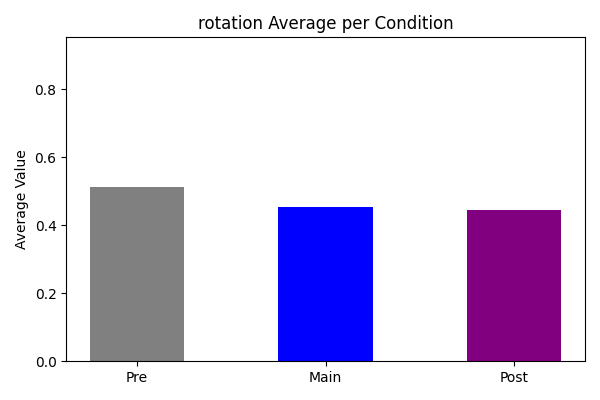 rotation Average per Condition
Average Value
0.8
0.6
0.4
0.2
0.0
Pre
Main
Post